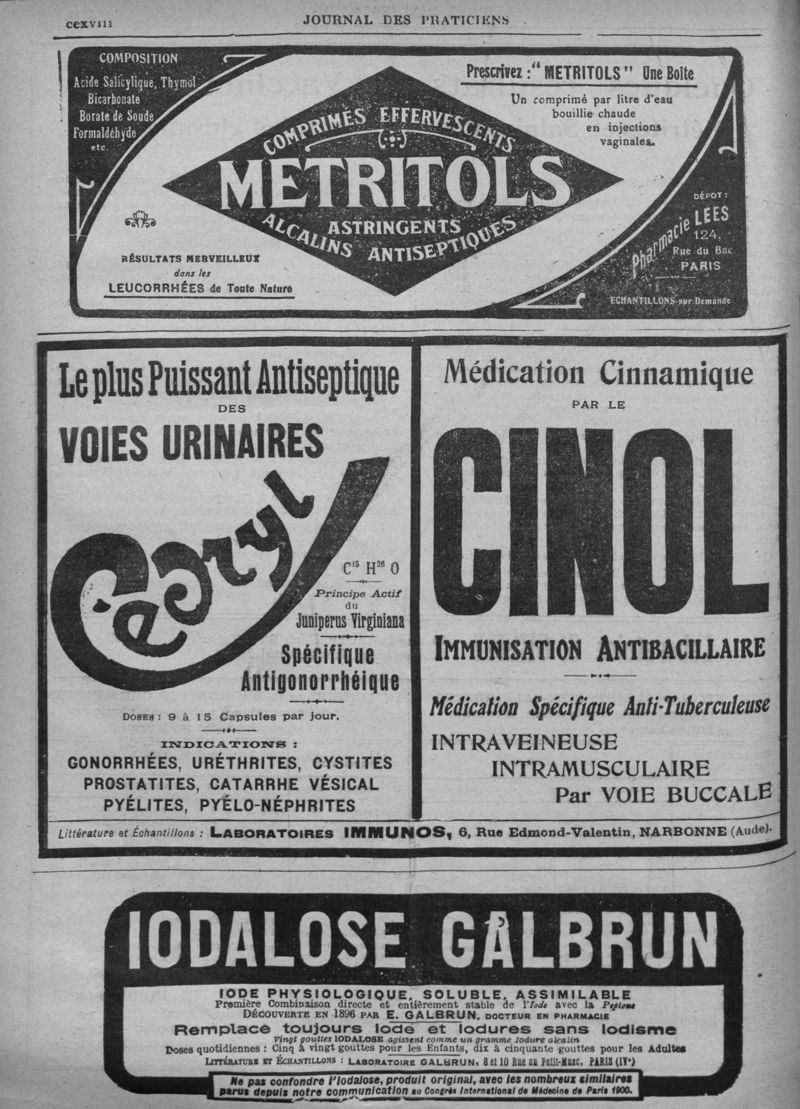 ccxviii
JOURNAL DES PRATICIENS
COMPOSITION
Acide Salicylique, Thymol
Bicarbonate
Borate de Soude
Formaldéhyde
etc.
Prescrivez : "METRITOLS" Une Boîte
Un comprimé par litre d'eau
bouillie chaude
en injections
vaginales.
COMPRIMÉS EFFERVESCENTS
METRITOLS
ASTRINGENTS
ALCALINS ANTISEPTIQUES
RÉSULTATS MERVEILLEUX
dans les
LEUCORRHÉES de Toute Nature
DÉPOT:
Pharmacie LÉES
124,
Rue du Bac
PARIS
ECHANTILLONS sur Demande
Le plus Puissant Antiseptique
DES
VOIES URINAIRES
Cedryl
C15 H26 O
Principe Actif
du
Juniperus Virginiana
Spécifique
Antigonorrhéique
DOSES : 9 à 15 Capsules par jour.
INDICATIONS :
GONORRHÉES, URÉTHRITES, CYSTITES
PROSTATITES, CATARRHE VÉSICAL
PYÉLITES, PYÉLO-NÉPHRITES
Médication Cinnamique
PAR LE
CINOL
IMMUNISATION ANTIBACILLAIRE
Médication Spécifique Anti-Tuberculeuse
INTRAVEINEUSE
INTRAMUSCULAIRE
Par VOIE BUCCALE
Littérature et Échantillons : LABORATOIRES IMMUNOS, 6, Rue Edmond-Valentin, NARBONNE (Aude).
IODALOSE GALBRUN
IODE PHYSIOLOGIQUE, SOLUBLE, ASSIMILABLE
Première Combinaison directe et entièrement stable de l'Iode avec la Peptone
DÉCOUVERTE EN 1896 PAR E. GALBRUN, DOCTEUR EN PHARMACIE
Remplace toujours Iode et Iodures sans Iodisme
Vingt gouttes IODALOSE agissent comme un gramme Iodure alcalin
Doses quotidiennes : Cinq à vingt gouttes pour les Enfants, dix à cinquante gouttes pour les Adultes
LITTÉRATURE ET ÉCHANTILLONS : LABORATOIRE GALBRUN, 8 et 10 Rue du Petit-Musc, PARIS (IVe)
Ne pas confondre l'Iodalose, produit original, avec les nombreux similaires
parus depuis notre communication au Congrès International de Médecine de Paris 1900.